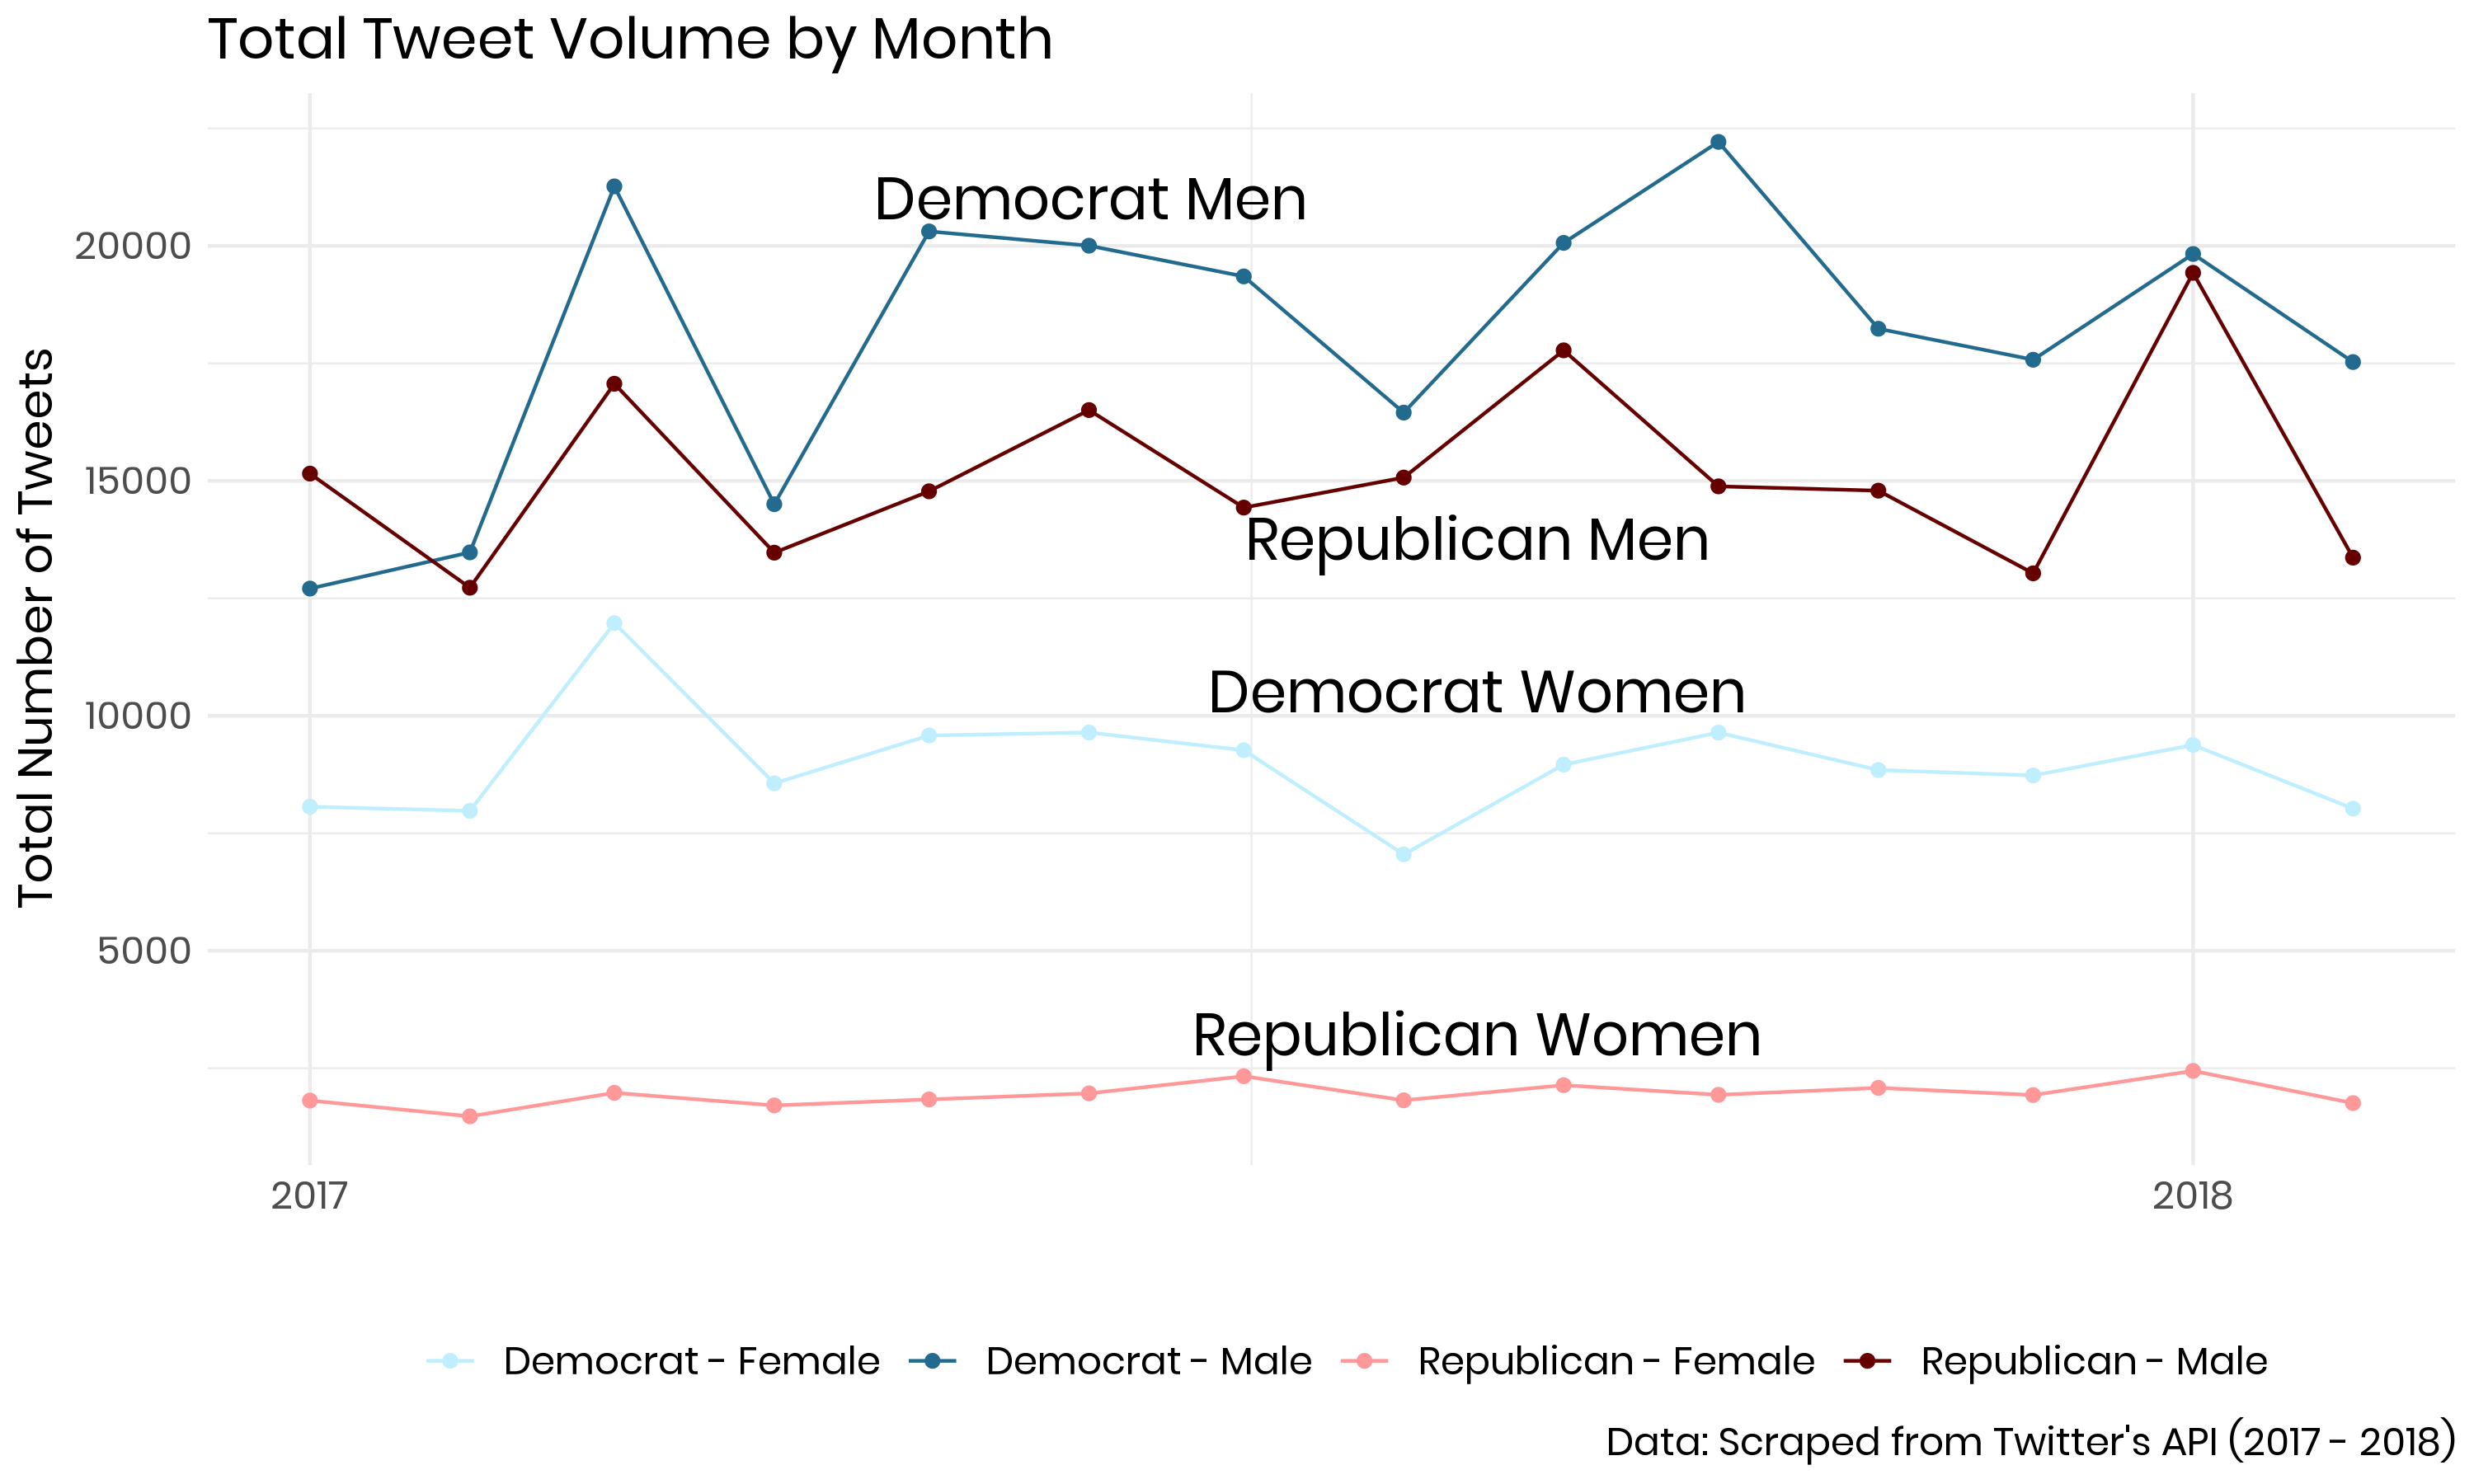 Total Tweet Volume by Month
Total Number of Tweets
20000
15000
10000
5000
Democrat Men
Republican Men
Democrat Women
Republican Women
2017
2018
Democrat - Female
Democrat - Male
Republican - Female
Republican - Male
Data: Scraped from Twitter's API (2017 - 2018)